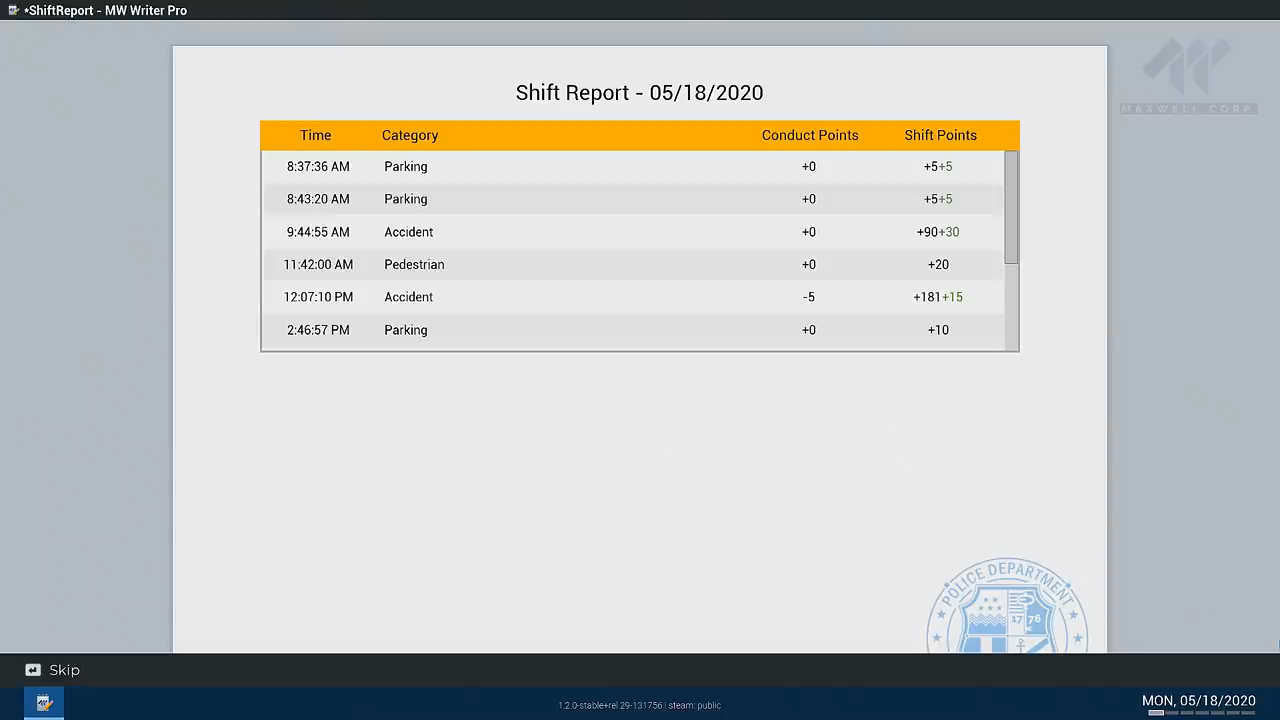 *ShiftReport - MW Writer Pro
MAXWELL CORP
Shift Report - 05/18/2020
Time Category Conduct Points Shift Points
8:37:36 AM Parking +0 +5+5
8:43:20 AM Parking +0 +5+5
9:44:55 AM Accident +0 +90+30
11:42:00 AM Pedestrian +0 +20
12:07:10 PM Accident -5 +181+15
2:46:57 PM Parking +0 +10
POLICE DEPARTMENT
17 76
Skip
1.2.0-stable+rel.29-131756 | steam: public
MON, 05/18/2020